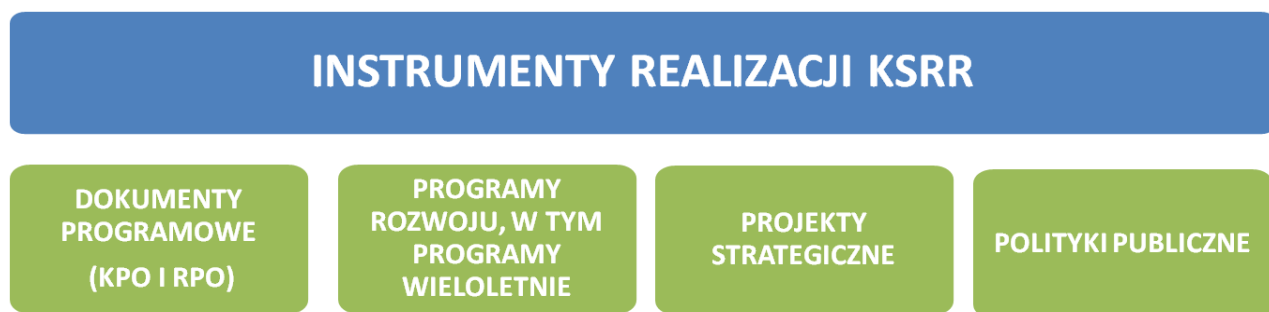 INSTRUMENTY REALIZACJI KSRR
DOKUMENTY
PROGRAMOWE
(KPO I RPO)
PROGRAMY
ROZWOJU, W TYM
PROGRAMY
WIELOLETNIE
PROJEKTY
STRATEGICZNE
POLITYKI PUBLICZNE